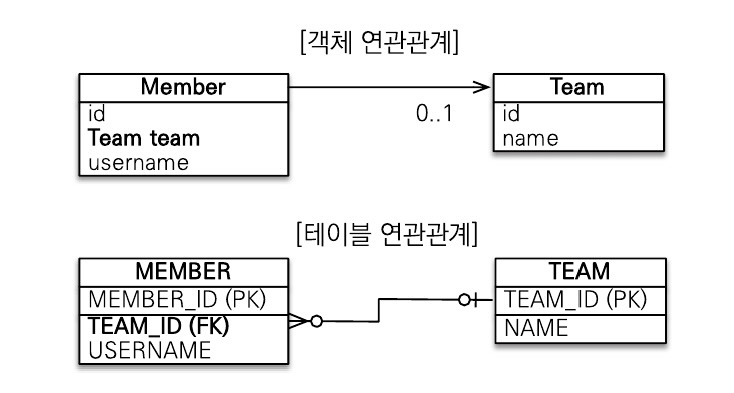 [객체 연관관계]
Member
id
Team team
username
0..1
Team
id
name
[테이블 연관관계]
MEMBER
MEMBER_ID (PK)
TEAM_ID (FK)
USERNAME
TEAM
TEAM_ID (PK)
NAME